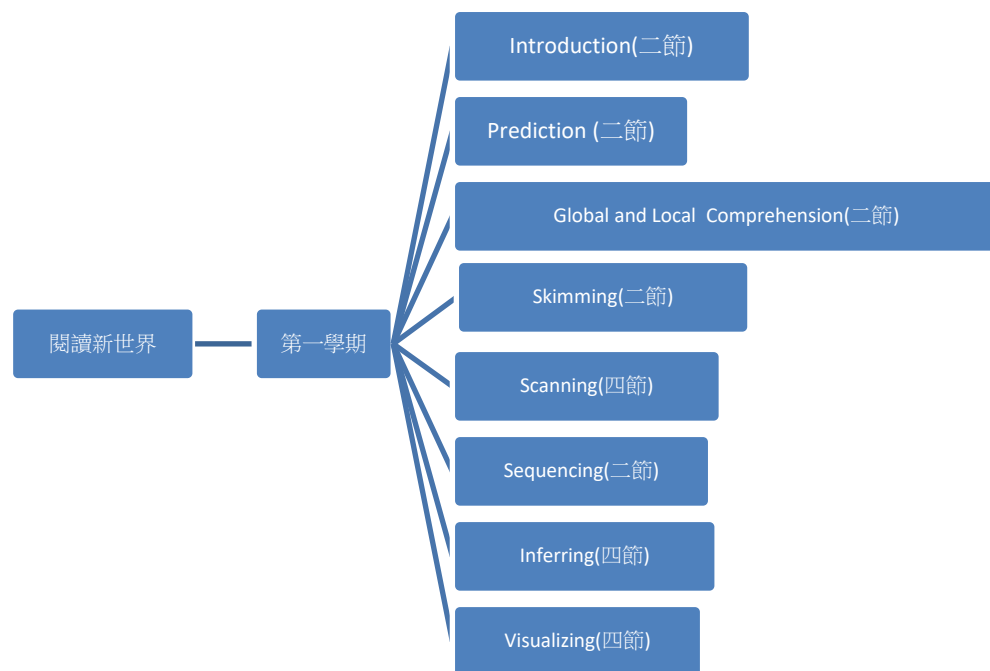 閱讀新世界
第一學期
Introduction(二節)
Prediction (二節)
Global and Local  Comprehension(二節)
Skimming(二節)
Scanning(四節)
Sequencing(二節)
Inferring(四節)
Visualizing(四節)